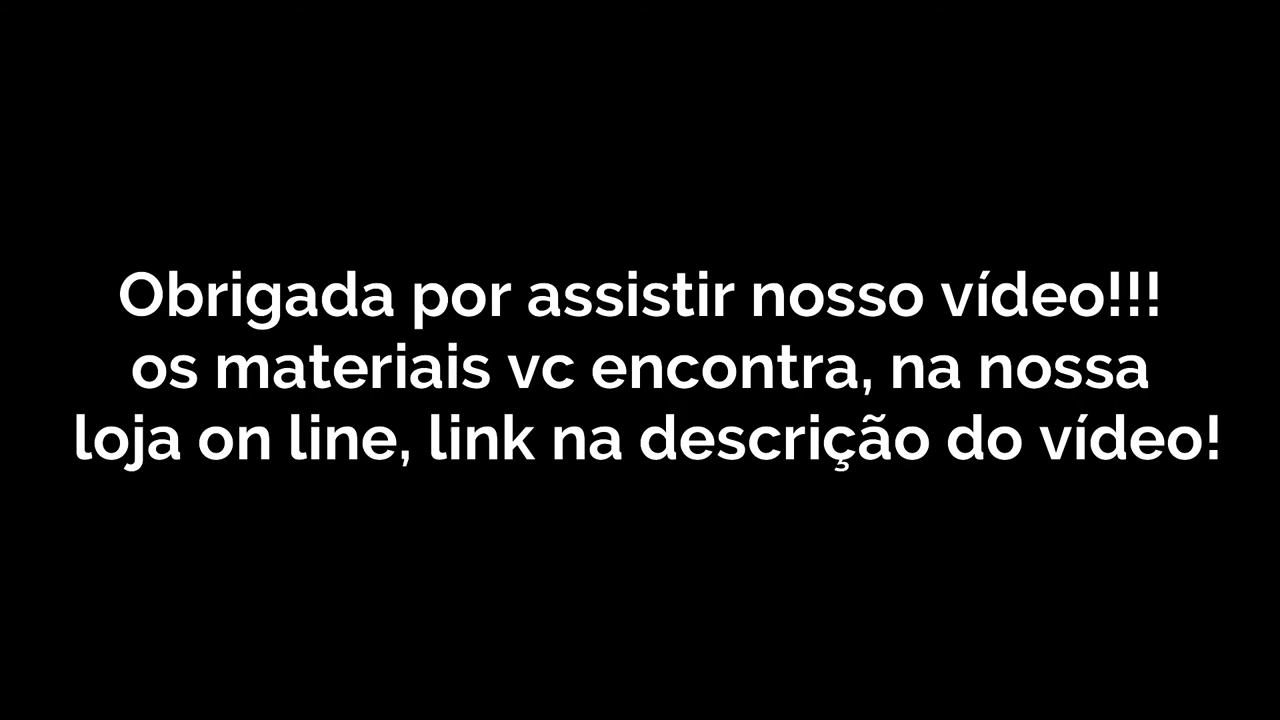 Obrigada por assistir nosso vídeo!!!
os materiais vc encontra, na nossa
loja on line, link na descrição do vídeo!